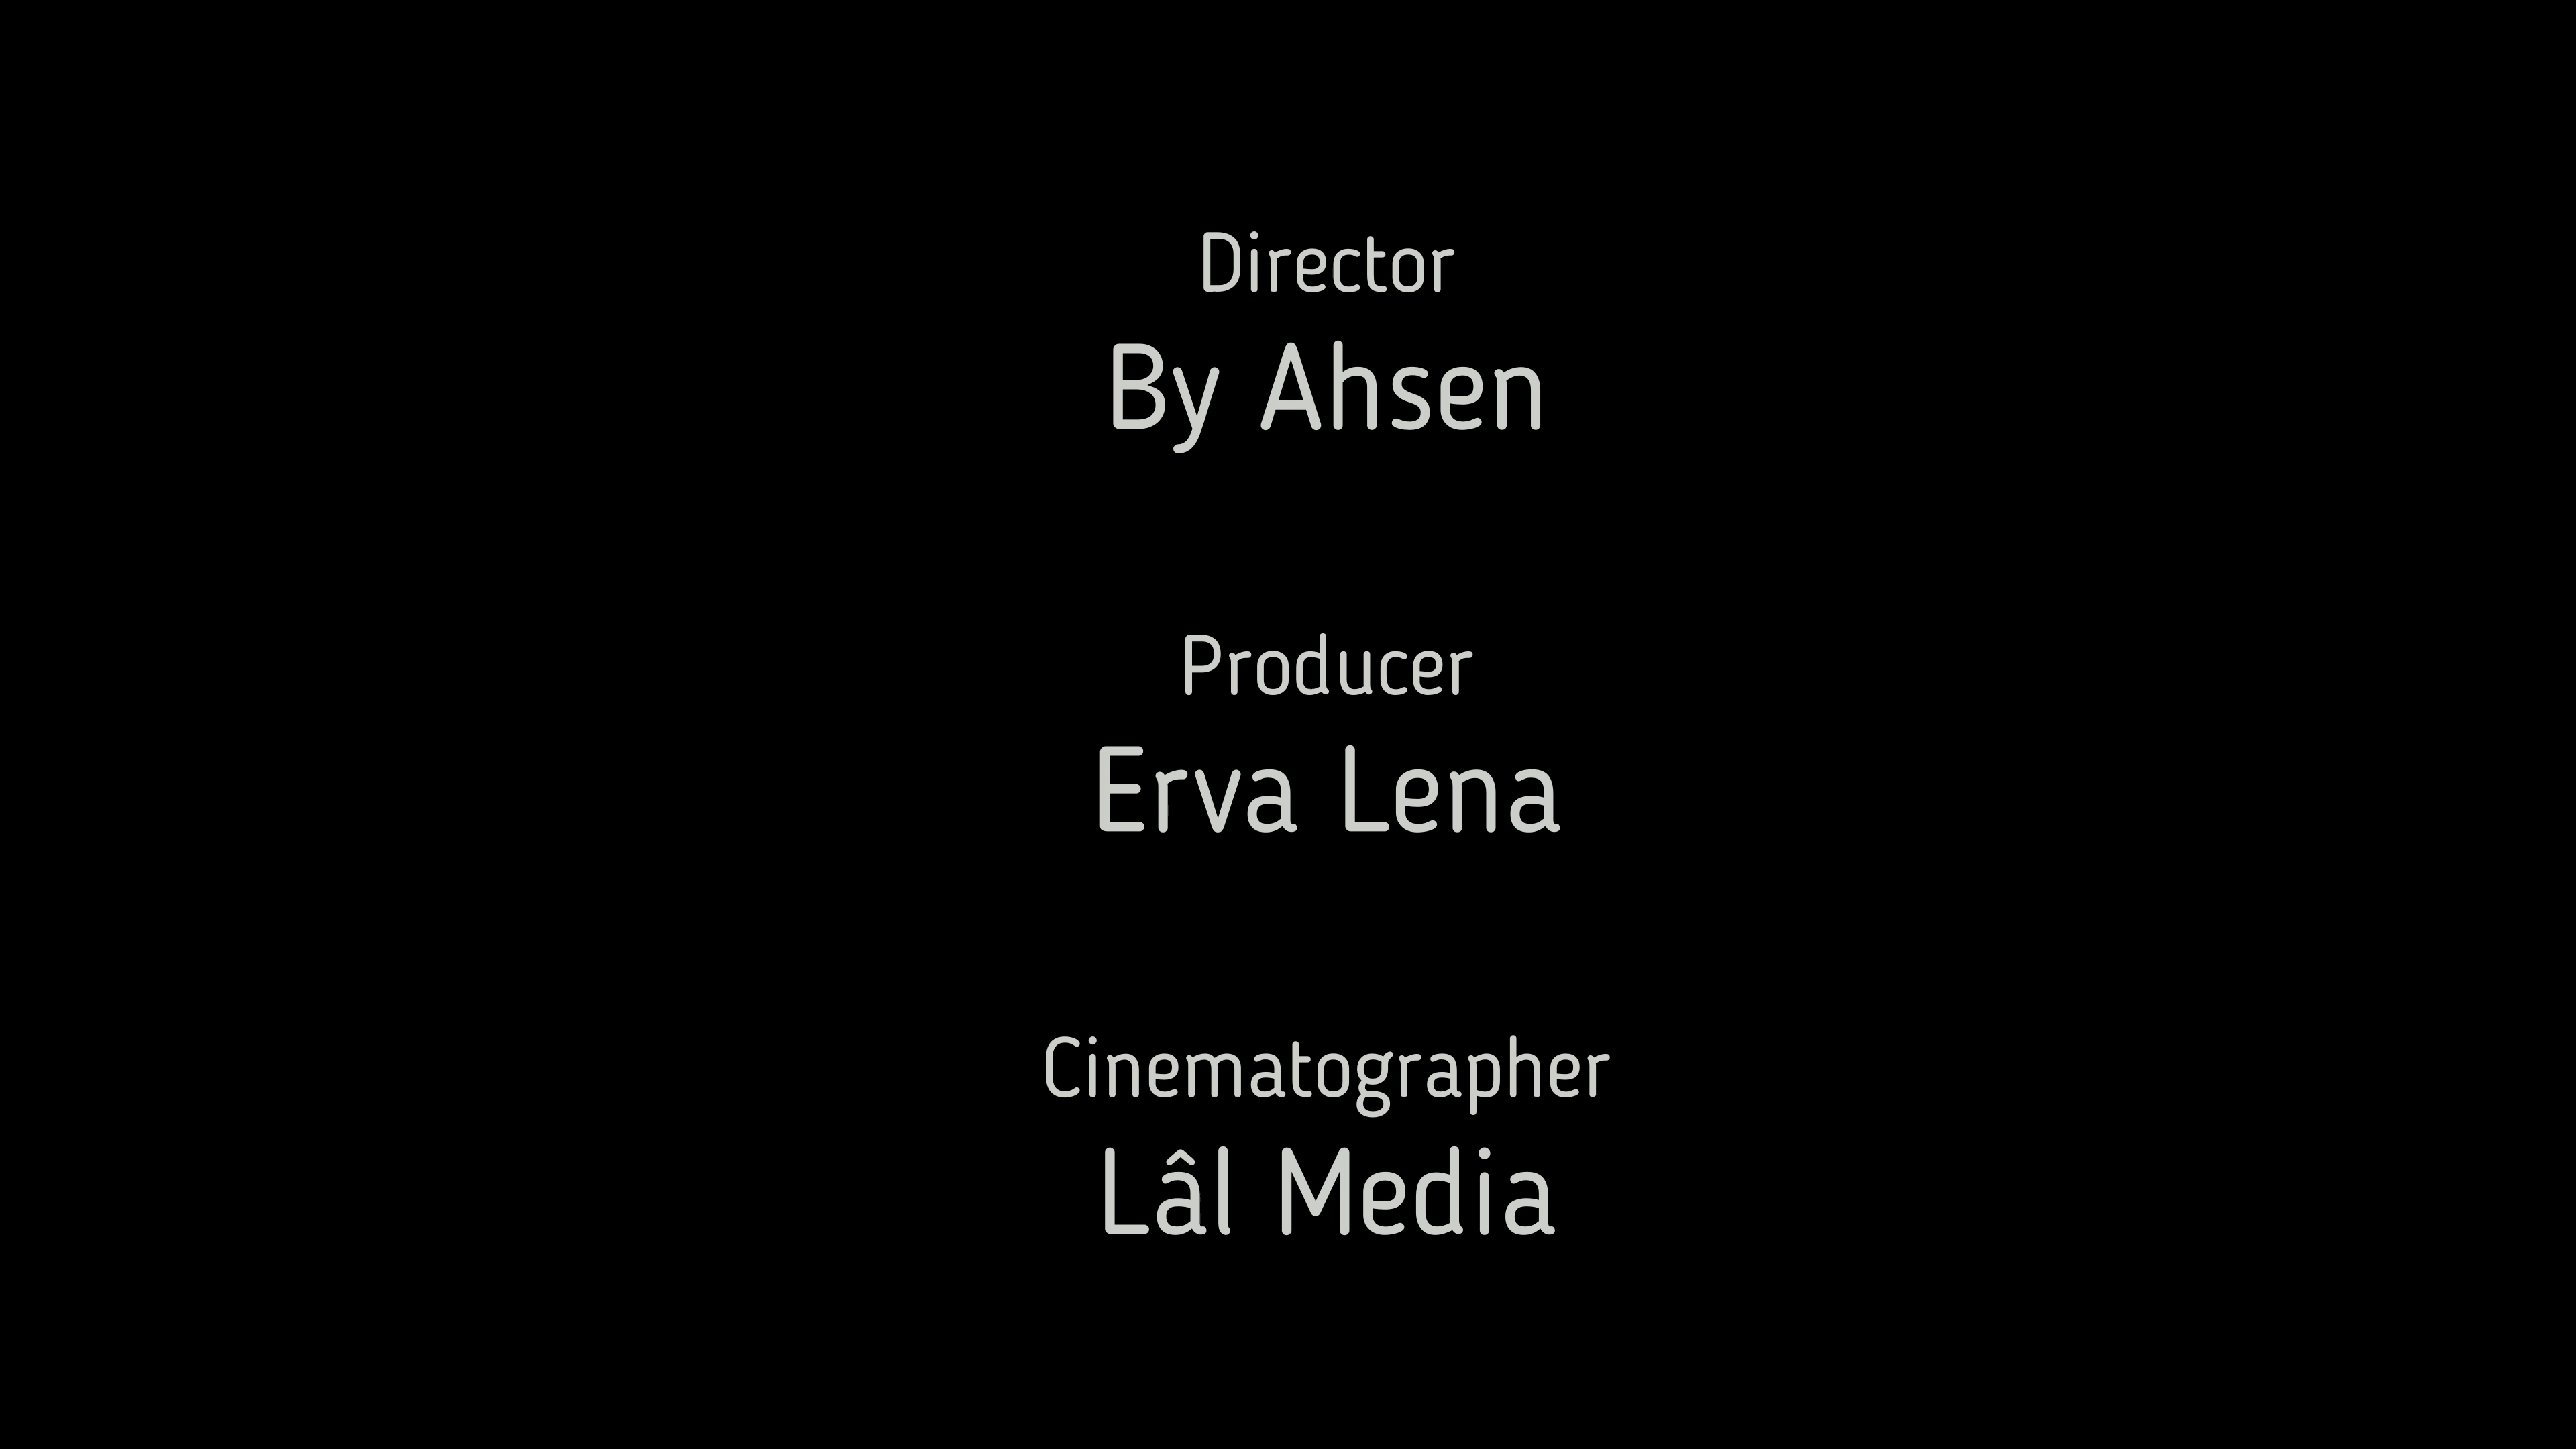 Director
By Ahsen
Producer
Erva Lena
Cinematographer
Lâl Media